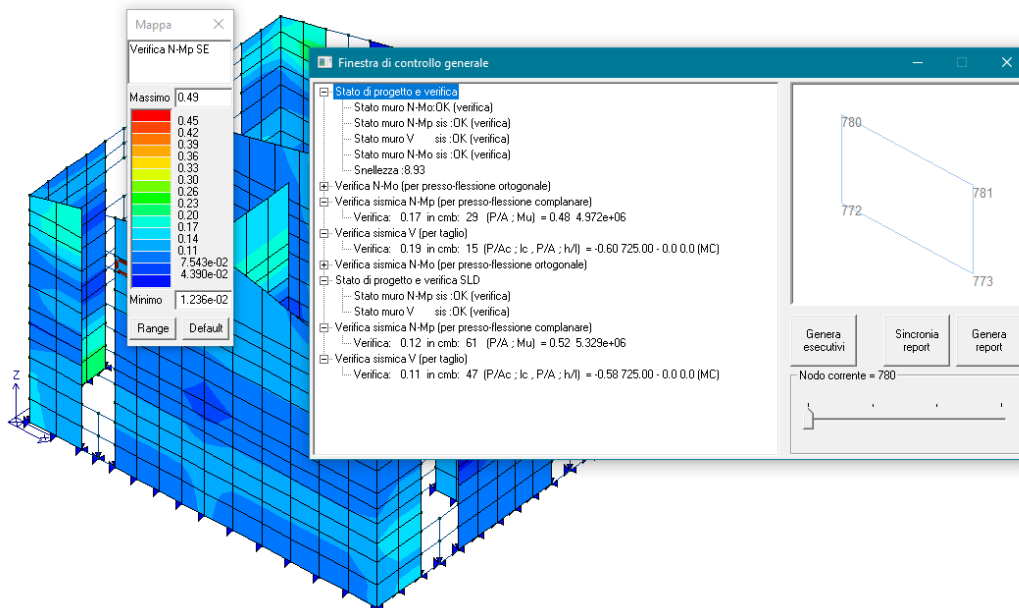 Mappa
Verifica N-Mp SE
Massimo 0.49
0.45
0.42
0.39
0.36
0.33
0.30
0.26
0.23
0.20
0.17
0.14
0.11
7.543e-02
4.390e-02
Minimo 1.236e-02
Range Default
Z
Finestra di controllo generale
Stato di progetto e verifica
Stato muro N-Mo:OK (verifica)
Stato muro N-Mp sis :OK (verifica)
Stato muro V sis :OK (verifica)
Stato muro N-Mo sis :OK (verifica)
Snellezza :8.93
Verifica N-Mo (per presso-flessione ortogonale)
Verifica sismica N-Mp (per presso-flessione complanare)
Verifica: 0.17 in cmb: 29 (P/A ; Mu) = 0.48 4.972e+06
Verifica sismica V (per taglio)
Verifica: 0.19 in cmb: 15 (P/Ac ; lc , P/A ; h/l) = -0.60 725.00 - 0.0 0.0 (MC)
Verifica sismica N-Mo (per presso-flessione ortogonale)
Stato di progetto e verifica SLD
Stato muro N-Mp sis :OK (verifica)
Stato muro V sis :OK (verifica)
Verifica sismica N-Mp (per presso-flessione complanare)
Verifica: 0.12 in cmb: 61 (P/A ; Mu) = 0.52 5.329e+06
Verifica sismica V (per taglio)
Verifica: 0.11 in cmb: 47 (P/Ac ; lc , P/A ; h/l) = -0.58 725.00 - 0.0 0.0 (MC)
780
781
772
773
Genera esecutivi
Sincronia report
Genera report
Nodo corrente = 780